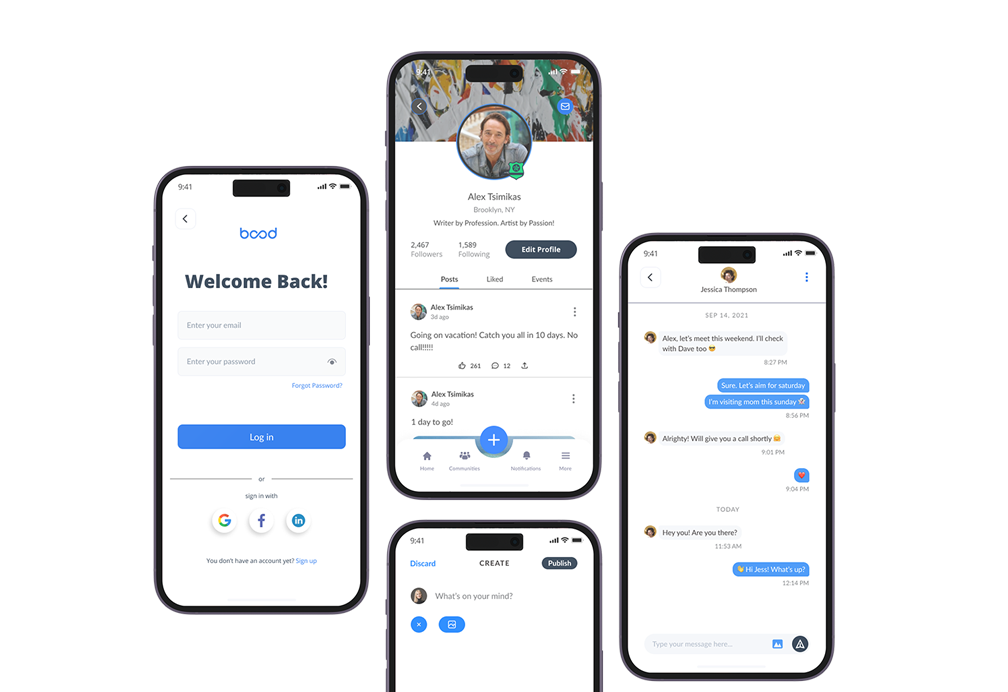 9:41
bood
Welcome Back!
Enter your email
Enter your password
Forgot Password?
Log in
or
sign in with
You don't have an account yet? Sign up
9:41
Alex Tsimikas
Brooklyn, NY
Writer by Profession. Artist by Passion!
2,467 1,589
Followers Following
Edit Profile
Posts Liked Events
Alex Tsimikas
3d ago
Going on vacation! Catch you all in 10 days. No
call!!!!!
261 12
Alex Tsimikas
4d ago
1 day to go!
Home Communities Notifications More
9:41
Discard CREATE Publish
What's on your mind?
9:41
Jessica Thompson
SEP 14, 2021
Alex, let's meet this weekend. I'll check
with Dave too 😎
8:27 PM
Sure. Let's aim for saturday
I'm visiting mom this sunday
8:56 PM
Alrighty! Will give you a call shortly
9:01 PM
❤️
9:04 PM
TODAY
Hey you! Are you there?
11:53 AM
👋 Hi Jess! What's up?
12:14 PM
Type your message here...